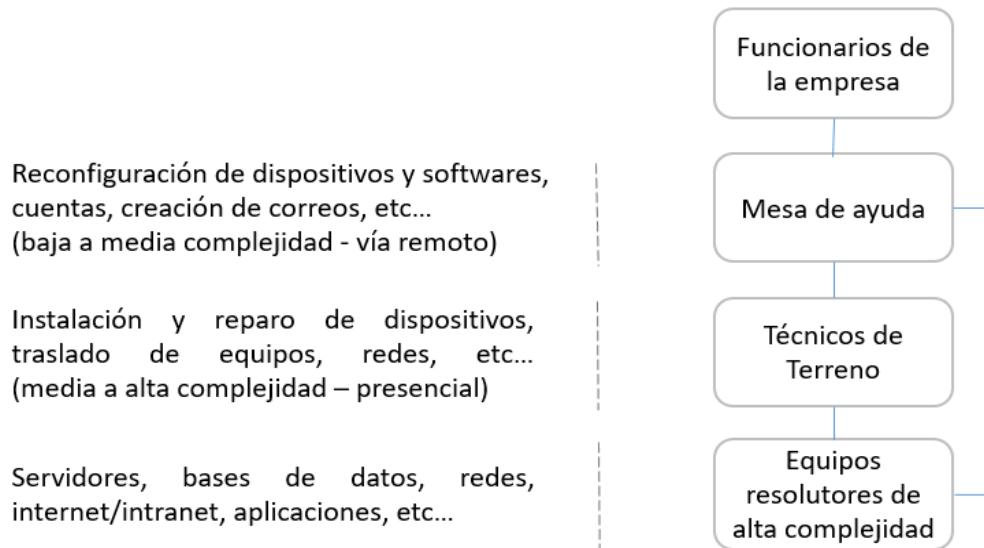 Funcionarios de
la empresa
Reconfiguración de dispositivos y softwares,
cuentas, creación de correos, etc...
(baja a media complejidad - vía remoto)
Mesa de ayuda
Instalación y reparo de dispositivos,
traslado de equipos, redes, etc...
(media a alta complejidad – presencial)
Técnicos de
Terreno
Servidores, bases de datos, redes,
internet/intranet, aplicaciones, etc...
Equipos
resolutores de
alta complejidad